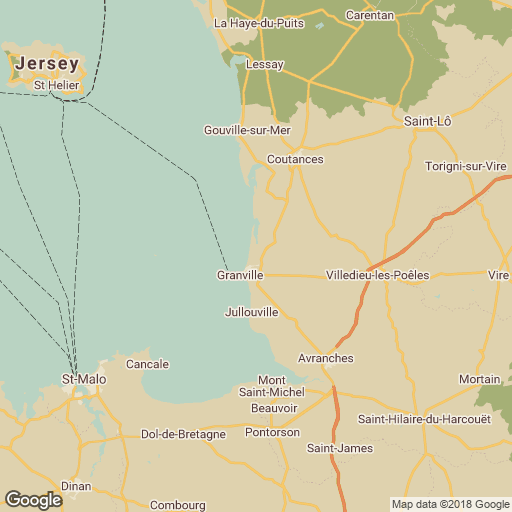 La Haye-du-Puits
Carentan
Lessay
Jersey
St Helier
Saint-Lô
Gouville-sur-Mer
Coutances
Torigni-sur-Vire
Granville
Villedieu-les-Poêles
Vire
Jullouville
Avranches
Cancale
St-Malo
Mont
Saint-Michel
Mortain
Beauvoir
Saint-Hilaire-du-Harcouët
Dol-de-Bretagne
Pontorson
Saint-James
Dinan
Combourg
Google
Map data ©2018 Google